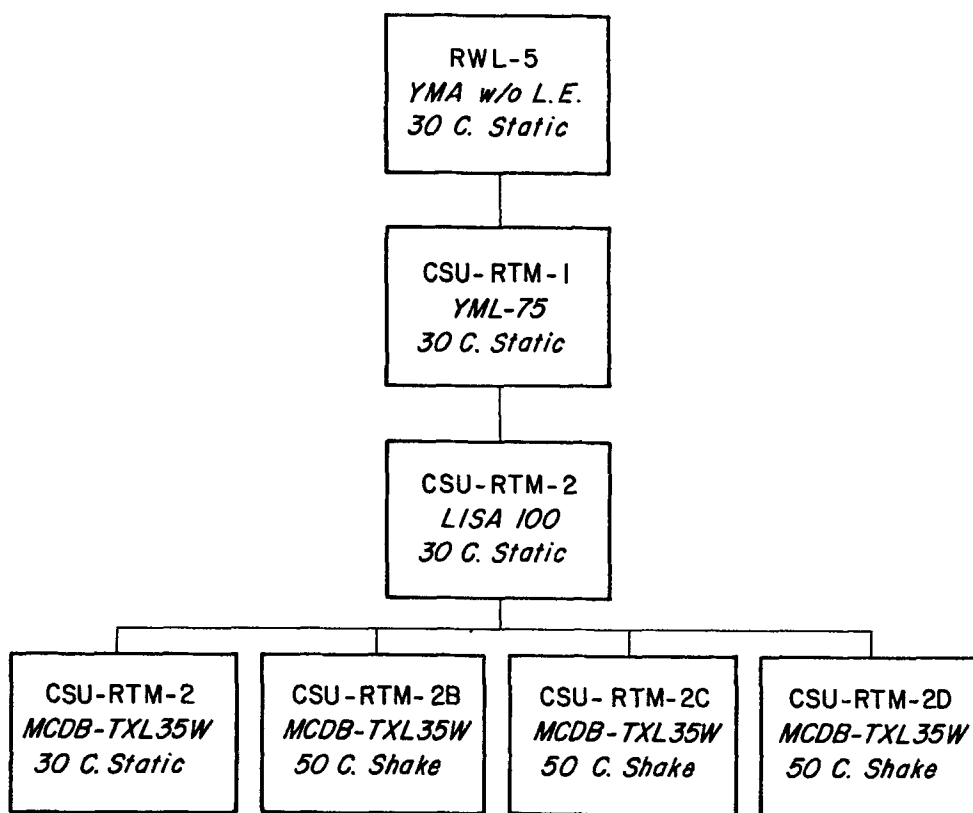 RWL-5
YMA w/o L.E.
30 C. Static
CSU-RTM-1
YML-75
30 C. Static
CSU-RTM-2
LISA 100
30 C. Static
CSU-RTM-2
MCDB-TXL35W
30 C. Static
CSU-RTM-2B
MCDB-TXL35W
50 C. Shake
CSU-RTM-2C
MCDB-TXL35W
50 C. Shake
CSU-RTM-2D
MCDB-TXL35W
50 C. Shake